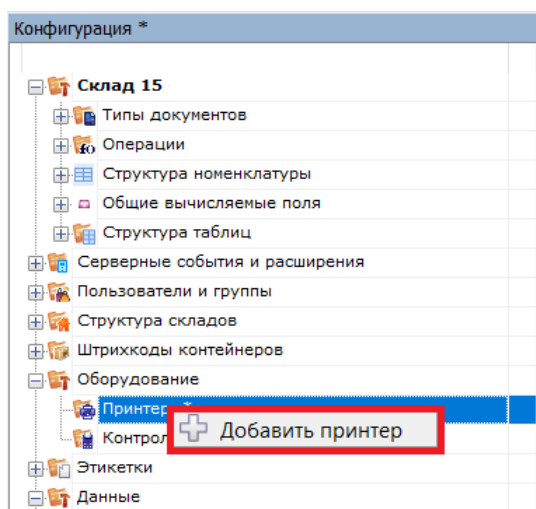 Конфигурация *
Склад 15
Типы документов
Операции
Структура номенклатуры
Общие вычисляемые поля
Структура таблиц
Серверные события и расширения
Пользователи и группы
Структура складов
Штрихкоды контейнеров
Оборудование
Добавить принтер
Этикетки
Данные